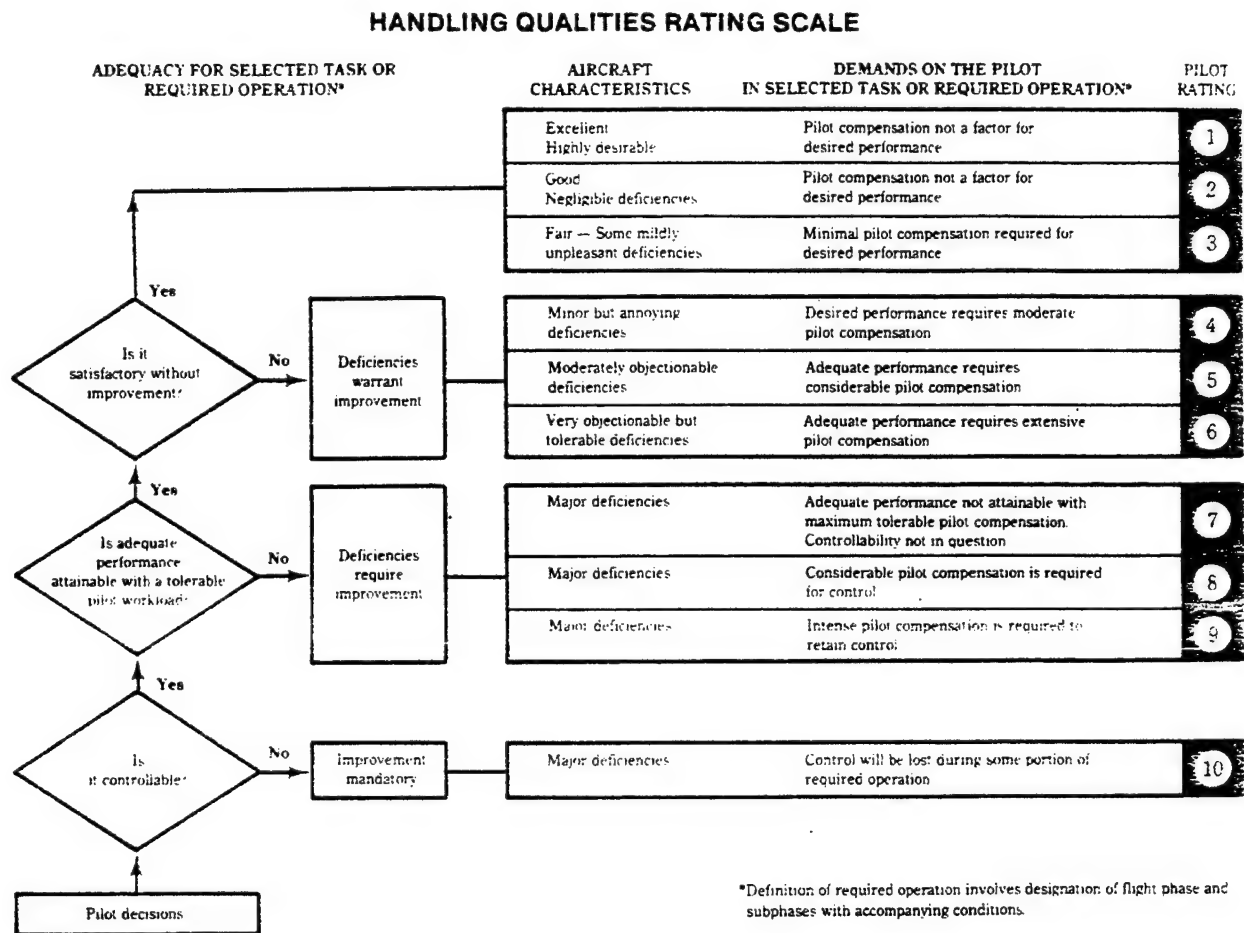 HANDLING QUALITIES RATING SCALE
ADEQUACY FOR SELECTED TASK OR
REQUIRED OPERATION*
AIRCRAFT
CHARACTERISTICS
DEMANDS ON THE PILOT
IN SELECTED TASK OR REQUIRED OPERATION*
PILOT
RATING
Excellent
Highly desirable
Pilot compensation not a factor for
desired performance
1
Good
Negligible deficiencies
Pilot compensation not a factor for
desired performance
2
Fair — Some mildly
unpleasant deficiencies
Minimal pilot compensation required for
desired performance
3
Yes
Is it
satisfactory without
improvement?
No
Deficiencies
warrant
improvement
Minor but annoying
deficiencies
Desired performance requires moderate
pilot compensation
4
Moderately objectionable
deficiencies
Adequate performance requires
considerable pilot compensation
5
Very objectionable but
tolerable deficiencies
Adequate performance requires extensive
pilot compensation
6
Yes
Is adequate
performance
attainable with a tolerable
pilot workload?
No
Deficiencies
require
improvement
Major deficiencies
Adequate performance not attainable with
maximum tolerable pilot compensation.
Controllability not in question
7
Major deficiencies
Considerable pilot compensation is required
for control
8
Major deficiencies
Intense pilot compensation is required to
retain control
9
Yes
Is
it controllable?
No
Improvement
mandatory
Major deficiencies
Control will be lost during some portion of
required operation
10
Pilot decisions
*Definition of required operation involves designation of flight phase and
subphases with accompanying conditions.